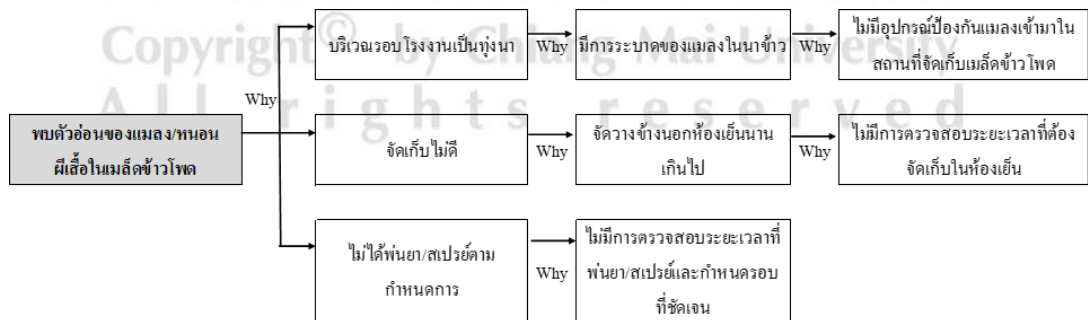 Copyright© by Chiang Mai University
All rights reserved
บริเวณรอบโรงงานเป็นทุ่งนา
Why
มีการระบาดของแมลงในนาข้าว
Why
ไม่มีอุปกรณ์ป้องกันแมลงเข้ามาใน
สถานที่จัดเก็บเมล็ดข้าวโพด
Why
พบตัวอ่อนของแมลง/หนอน
ผีเสื้อในเมล็ดข้าวโพด
จัดเก็บไม่ดี
Why
จัดวางข้างนอกห้องเย็นนาน
เกินไป
Why
ไม่มีการตรวจสอบระยะเวลาที่ต้อง
จัดเก็บในห้องเย็น
ไม่ได้พ่นยา/สเปรย์ตาม
กำหนดการ
Why
ไม่มีการตรวจสอบระยะเวลาที่
พ่นยา/สเปรย์และกำหนดรอบ
ที่ชัดเจน